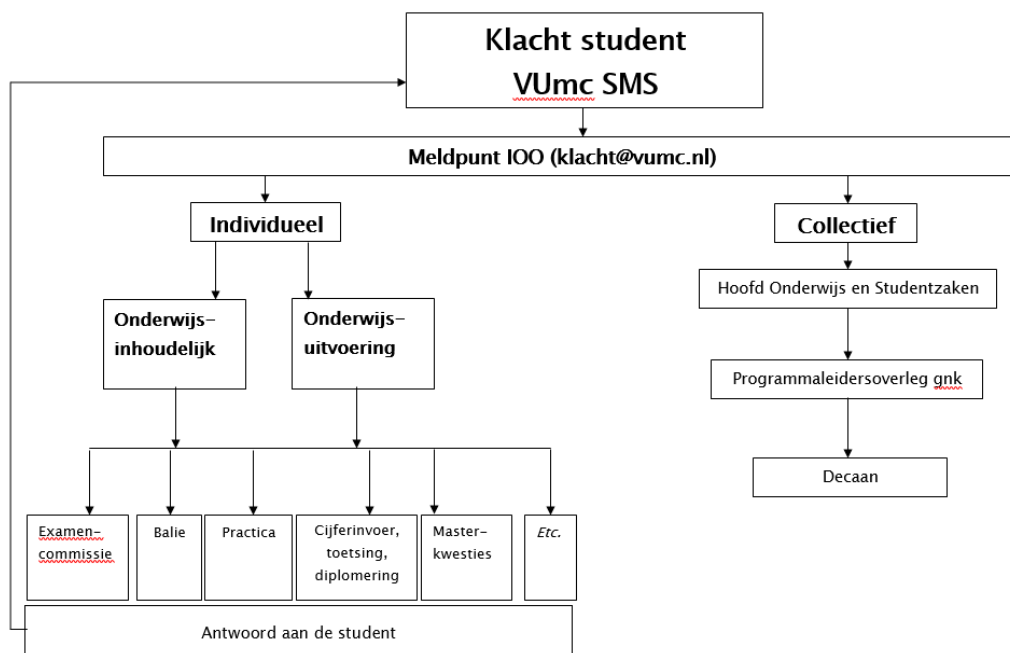 Klacht student
VUmc SMS
Meldpunt IOO (klacht@vumc.nl)
Individueel
Collectief
Onderwijs-
inhoudelijk
Onderwijs-
uitvoering
Hoofd Onderwijs en Studentzaken
Programmaleidersoverleg gnk
Decaan
Examen-
commissie
Balie
Practica
Cijferinvoer,
toetsing,
diplomering
Master-
kwesties
Etc.
Antwoord aan de student